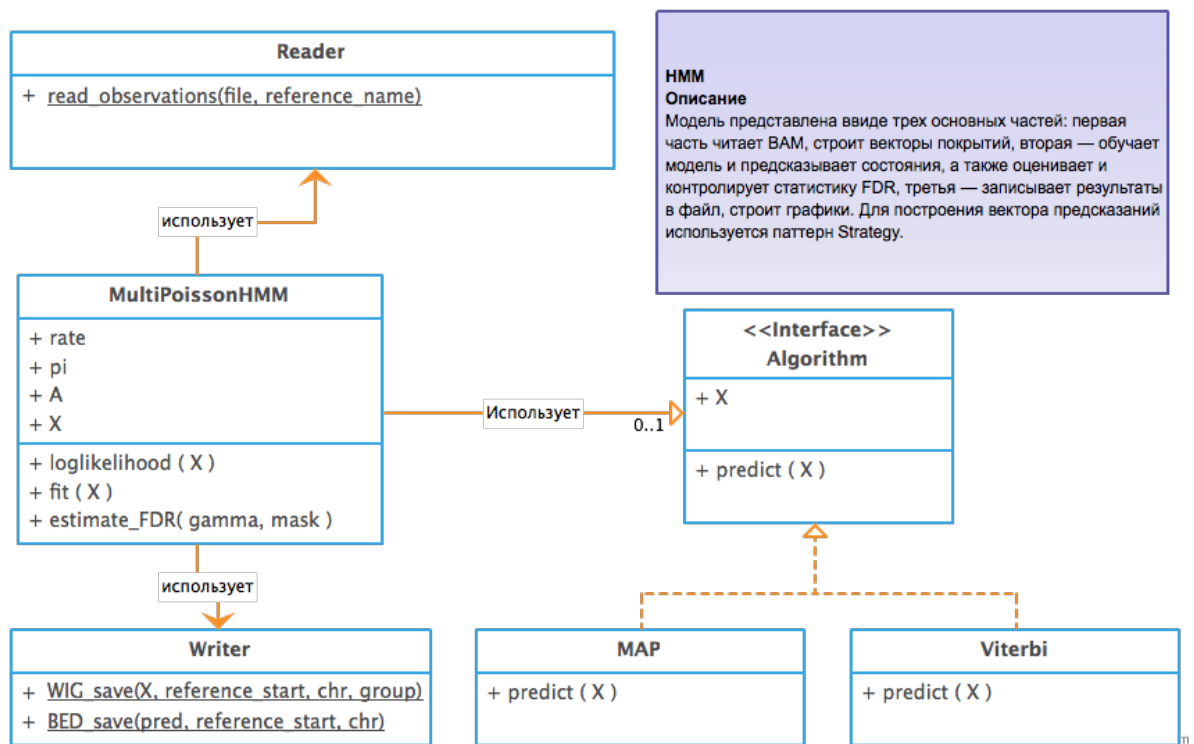 Reader
+ read_observations(file, reference_name)
HMM
Описание
Модель представлена ввиде трех основных частей: первая
часть читает BAM, строит векторы покрытий, вторая — обучает
модель и предсказывает состояния, а также оценивает и
контролирует статистику FDR, третья — записывает результаты
в файл, строит графики. Для построения вектора предсказаний
используется паттерн Strategy.
использует
MultiPoissonHMM
+ rate
+ pi
+ A
+ X
+ loglikelihood ( X )
+ fit ( X )
+ estimate_FDR( gamma, mask )
Использует
0..1
<<Interface>>
Algorithm
+ X
+ predict ( X )
использует
Writer
+ WIG_save(X, reference_start, chr, group)
+ BED_save(pred, reference_start, chr)
MAP
+ predict ( X )
Viterbi
+ predict ( X )